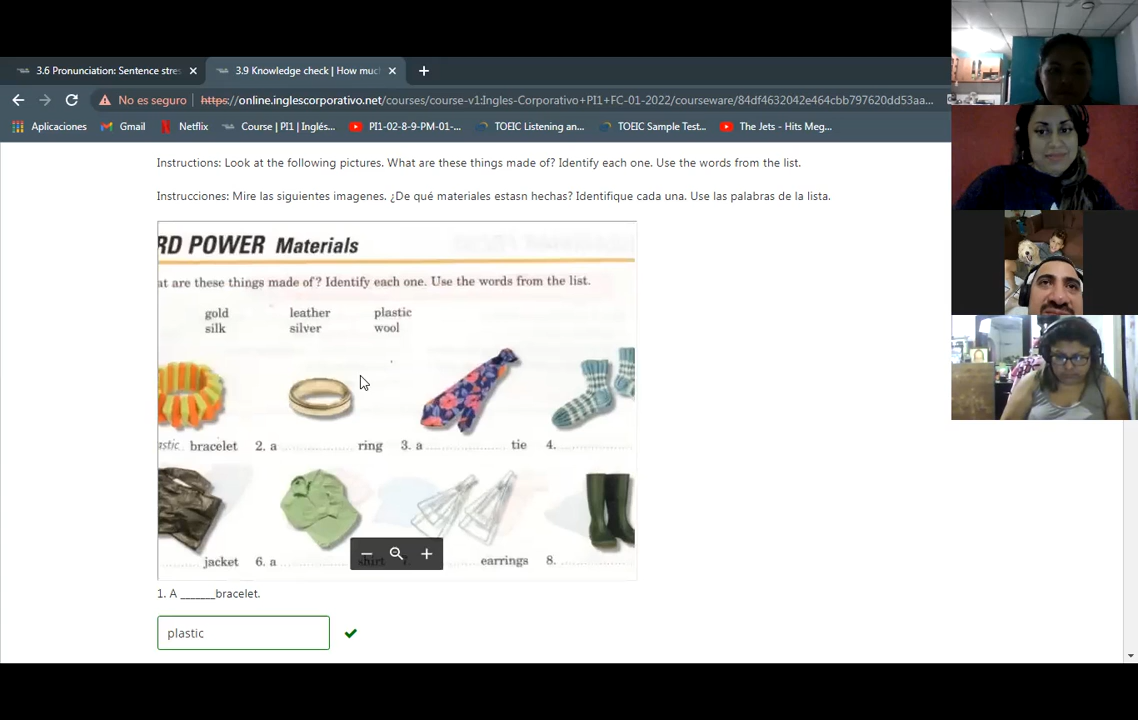 3.6 Pronunciation: Sentence stre
3.9 Knowledge check | How muc
No es seguro
https://online.inglescorporativo.net/courses/course-v1:Ingles-Corporativo+PI1+FC-01-2022/courseware/84df4632042e464cbb797620dd53aa...
Aplicaciones
Gmail
Netflix
Course | PI1 | Inglés...
PI1-02-8-9-PM-01-...
TOEIC Listening an...
TOEIC Sample Test...
The Jets - Hits Meg...
Instructions: Look at the following pictures. What are these things made of? Identify each one. Use the words from the list.
Instrucciones: Mire las siguientes imagenes. ¿De qué materiales estasn hechas? Identifique cada una. Use las palabras de la lista.
RD POWER Materials
at are these things made of? Identify each one. Use the words from the list.
gold leather plastic
silk silver wool
astic bracelet 2. a ring 3. a tie 4.
jacket 6. a shirt 7. earrings 8.
1. A _______bracelet.
plastic